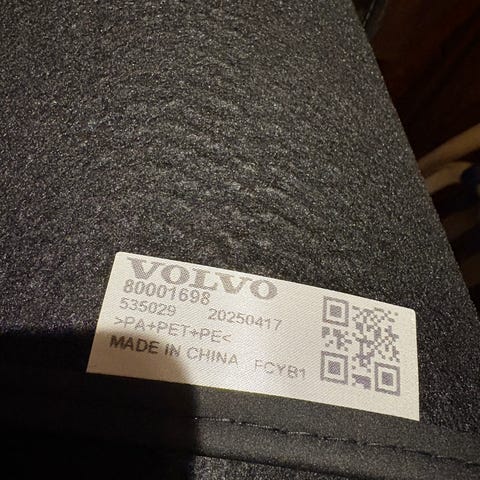 VOLVO
80001698
535029 20250417
>PA+PET+PE<
MADE IN CHINA FCYB1